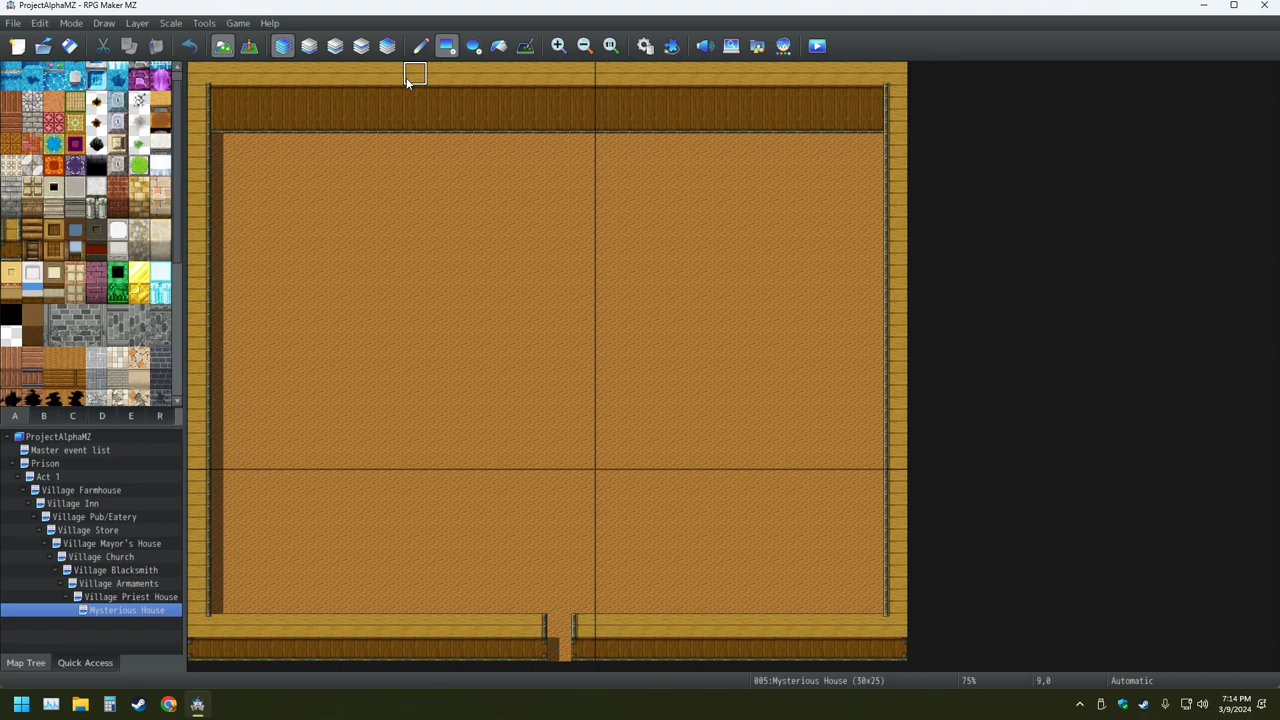 ProjectAlphaMZ - RPG Maker MZ
File Edit Mode Draw Layer Scale Tools Game Help
A B C D E R
ProjectAlphaMZ
Master event list
Prison
Act 1
Village Farmhouse
Village Inn
Village Pub/Eatery
Village Store
Village Mayor's House
Village Church
Village Blacksmith
Village Armaments
Village Priest House
Mysterious House
Map Tree Quick Access
005:Mysterious House (30x25) 75% 9,0 Automatic
7:14 PM
3/9/2024